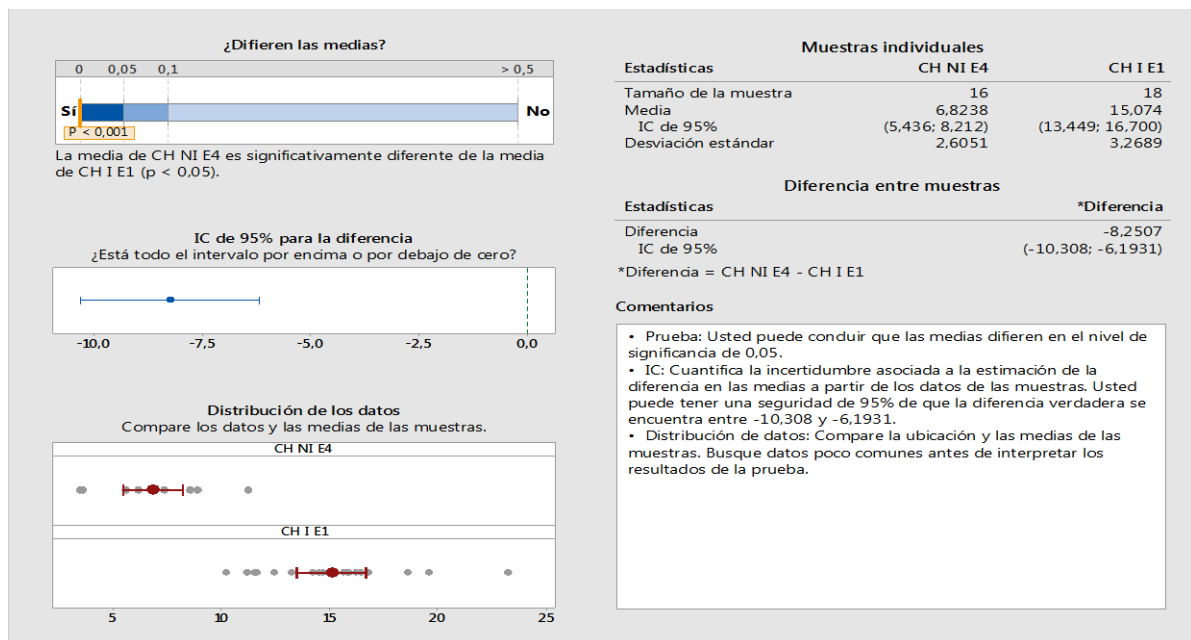 ¿Difieren las medias?
0 0,05 0,1 > 0,5
Sí No
P < 0,001
La media de CH NI E4 es significativamente diferente de la media
de CH I E1 (p < 0,05).
IC de 95% para la diferencia
¿Está todo el intervalo por encima o por debajo de cero?
-10,0 -7,5 -5,0 -2,5 0,0
Distribución de los datos
Compare los datos y las medias de las muestras.
CH NI E4
CH I E1
5 10 15 20 25
Muestras individuales
Estadísticas CH NI E4 CH I E1
Tamaño de la muestra 16 18
Media 6,8238 15,074
IC de 95% (5,436; 8,212) (13,449; 16,700)
Desviación estándar 2,6051 3,2689
Diferencia entre muestras
Estadísticas *Diferencia
Diferencia -8,2507
IC de 95% (-10,308; -6,1931)
*Diferencia = CH NI E4 - CH I E1
Comentarios
• Prueba: Usted puede concluir que las medias difieren en el nivel de
significancia de 0,05.
• IC: Cuantifica la incertidumbre asociada a la estimación de la
diferencia en las medias a partir de los datos de las muestras. Usted
puede tener una seguridad de 95% de que la diferencia verdadera se
encuentra entre -10,308 y -6,1931.
• Distribución de datos: Compare la ubicación y las medias de las
muestras. Busque datos poco comunes antes de interpretar los
resultados de la prueba.